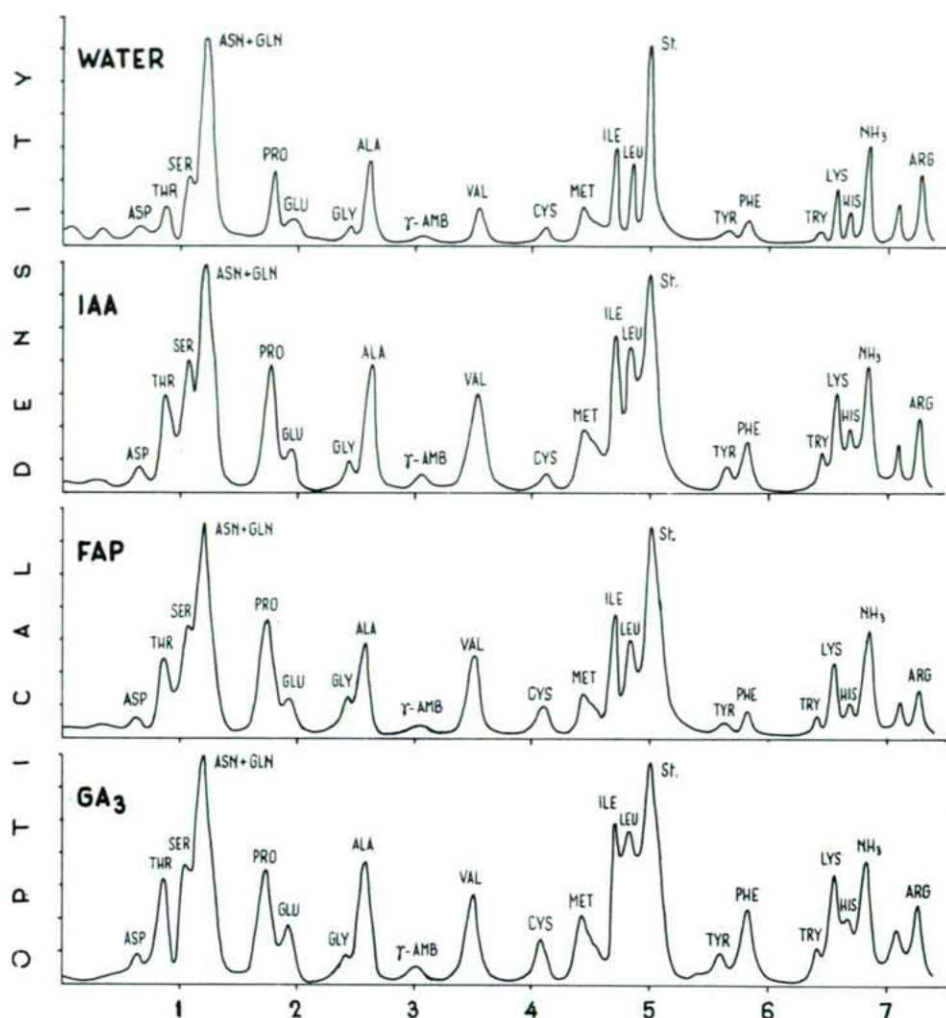 OPTICAL DENSITY
WATER
ASP
THR
SER
ASN+GLN
PRO
GLU
GLY
ALA
γ-AMB
VAL
CYS
MET
ILE
LEU
St.
TYR
PHE
TRY
LYS
HIS
NH₃
ARG
IAA
ASP
THR
SER
ASN+GLN
PRO
GLU
GLY
ALA
γ-AMB
VAL
CYS
MET
ILE
LEU
St.
TYR
PHE
TRY
LYS
HIS
NH₃
ARG
FAP
ASP
THR
SER
ASN+GLN
PRO
GLU
GLY
ALA
γ-AMB
VAL
CYS
MET
ILE
LEU
St.
TYR
PHE
TRY
LYS
HIS
NH₃
ARG
GA₃
ASP
THR
SER
ASN+GLN
PRO
GLU
GLY
ALA
γ-AMB
VAL
CYS
MET
ILE
LEU
St.
TYR
PHE
TRY
LYS
HIS
NH₃
ARG
1 2 3 4 5 6 7